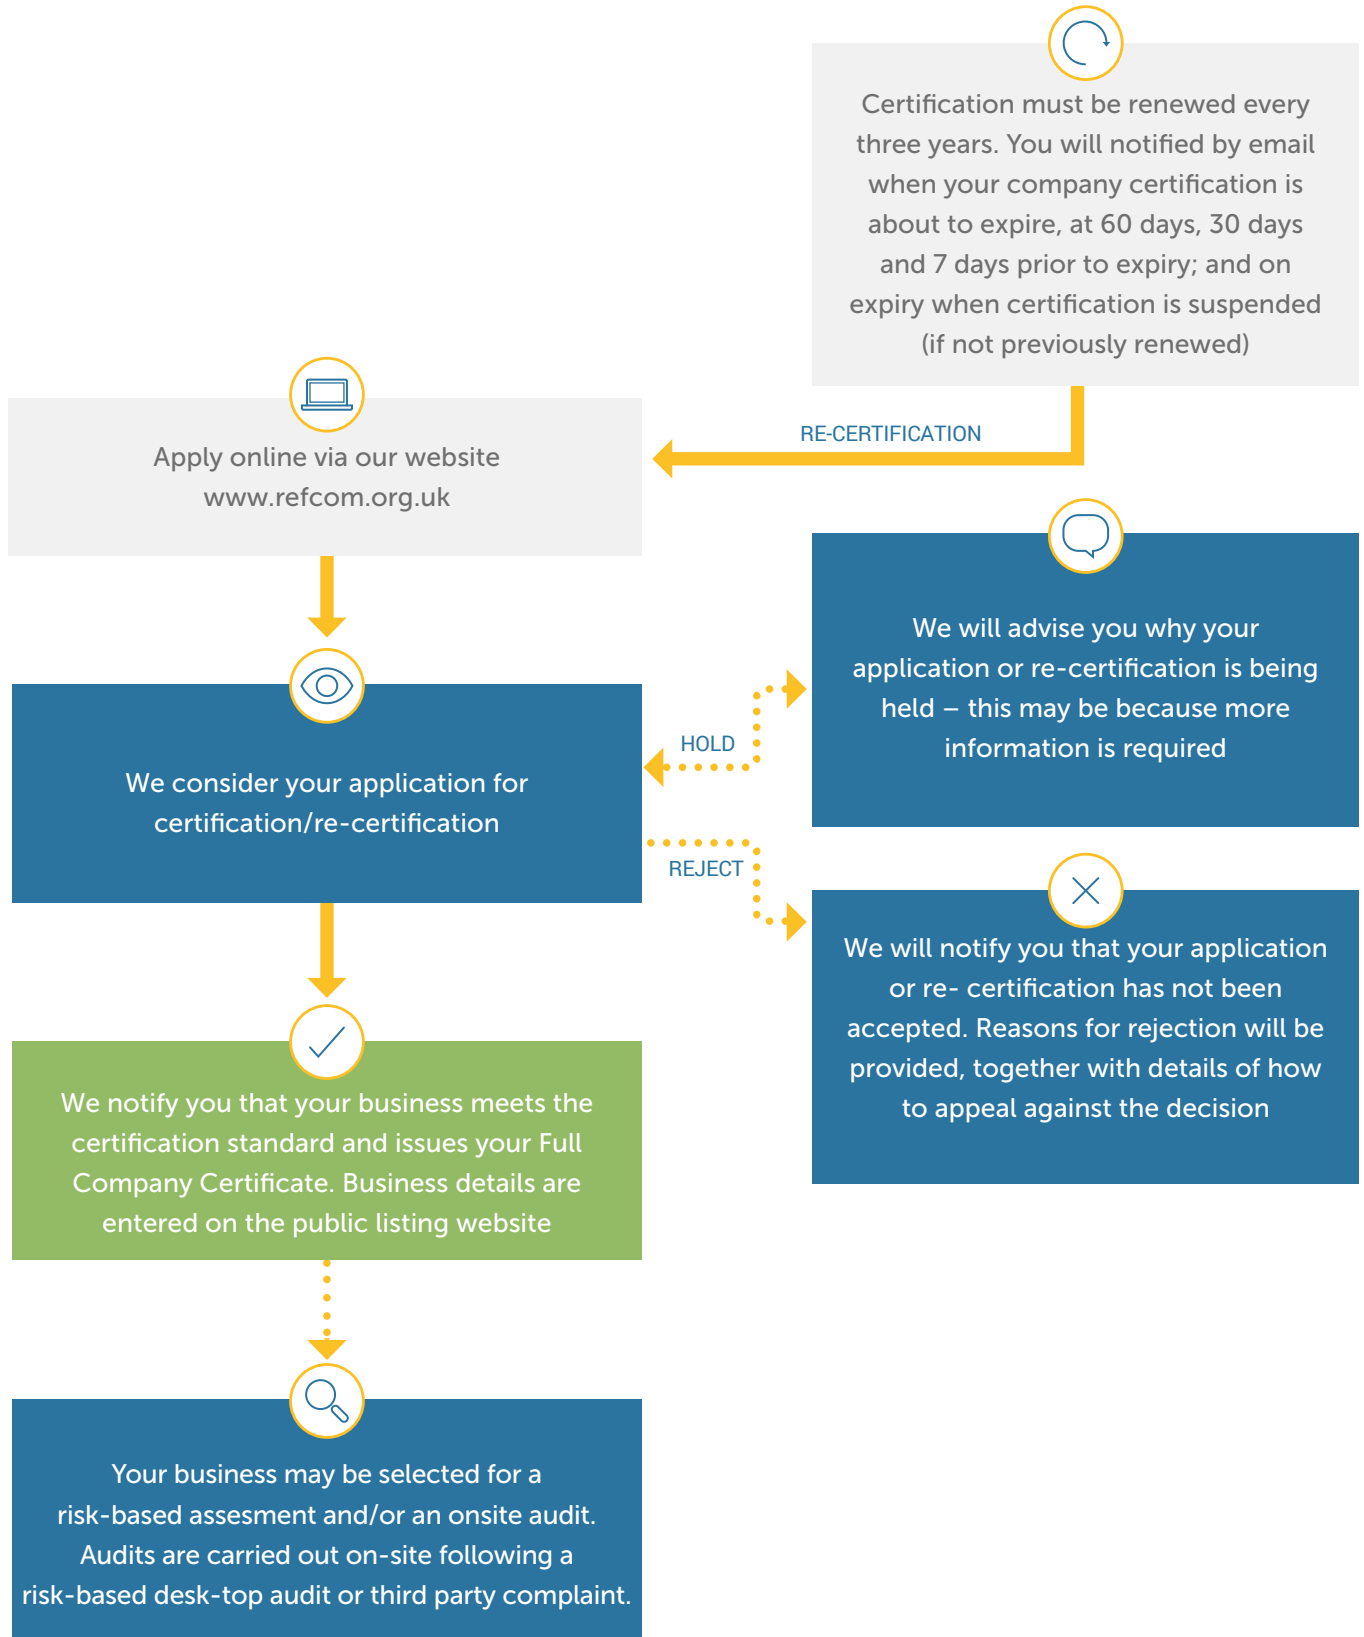 Certification must be renewed every
three years. You will notified by email
when your company certification is
about to expire, at 60 days, 30 days
and 7 days prior to expiry; and on
expiry when certification is suspended
(if not previously renewed)
RE-CERTIFICATION
Apply online via our website
www.refcom.org.uk
We consider your application for
certification/re-certification
HOLD
We will advise you why your
application or re-certification is being
held – this may be because more
information is required
REJECT
We will notify you that your application
or re- certification has not been
accepted. Reasons for rejection will be
provided, together with details of how
to appeal against the decision
We notify you that your business meets the
certification standard and issues your Full
Company Certificate. Business details are
entered on the public listing website
Your business may be selected for a
risk-based assesment and/or an onsite audit.
Audits are carried out on-site following a
risk-based desk-top audit or third party complaint.